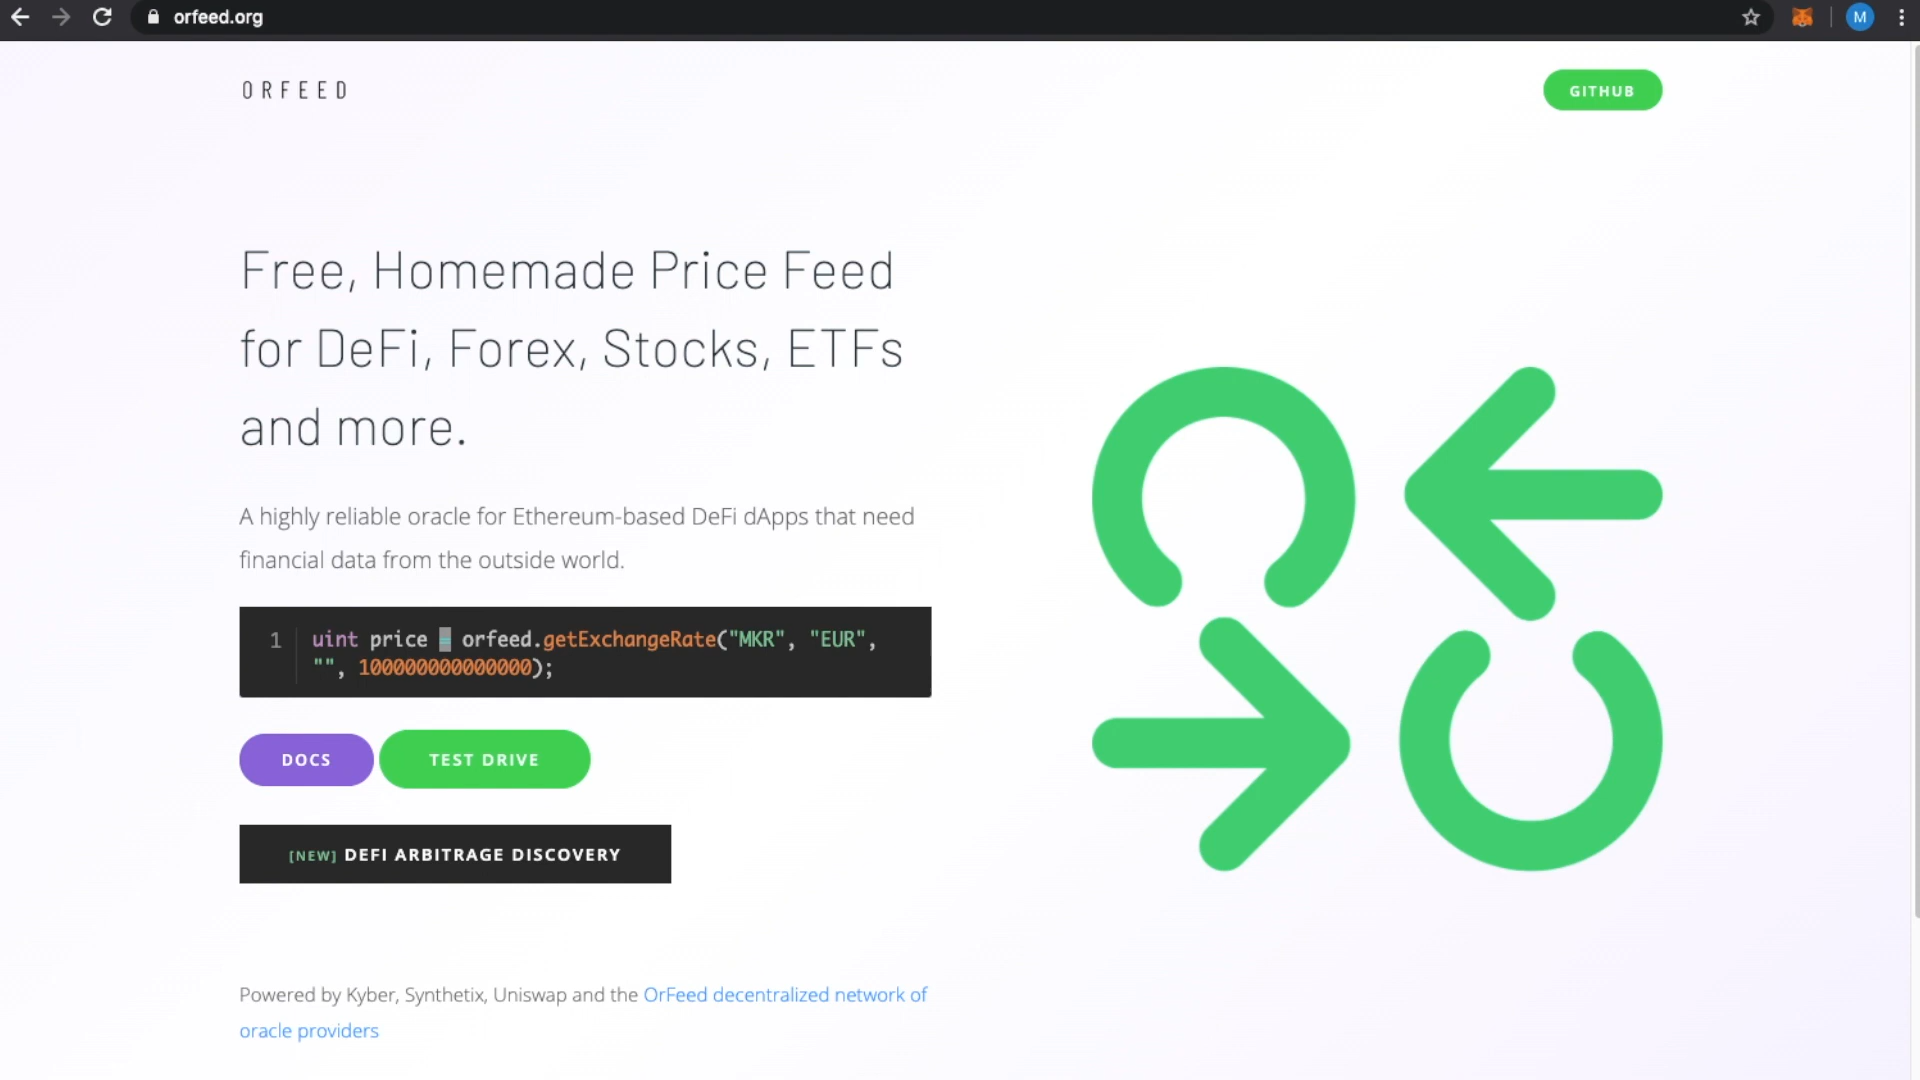 orfeed.org
M
ORFEED
GITHUB
Free, Homemade Price Feed
for DeFi, Forex, Stocks, ETFs
and more.
A highly reliable oracle for Ethereum-based DeFi dApps that need
financial data from the outside world.
1 uint price = orfeed.getExchangeRate("MKR", "EUR",
"", 100000000000000);
DOCS TEST DRIVE
[NEW] DEFI ARBITRAGE DISCOVERY
Powered by Kyber, Synthetix, Uniswap and the OrFeed decentralized network of
oracle providers